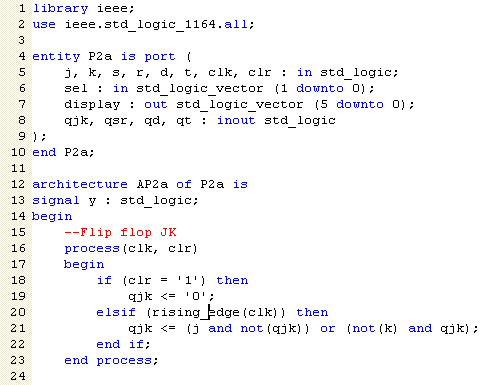 1 library ieee;
2 use ieee.std_logic_1164.all;
3
4 entity P2a is port (
5     j, k, s, r, d, t, clk, clr : in std_logic;
6     sel : in std_logic_vector (1 downto 0);
7     display : out std_logic_vector (5 downto 0);
8     qjk, qsr, qd, qt : inout std_logic
9 );
10 end P2a;
11
12 architecture AP2a of P2a is
13 signal y : std_logic;
14 begin
15     --Flip flop JK
16     process(clk, clr)
17     begin
18         if (clr = '1') then
19             qjk <= '0';
20         elsif (rising_edge(clk)) then
21             qjk <= (j and not(qjk)) or (not(k) and qjk);
22         end if;
23     end process;
24